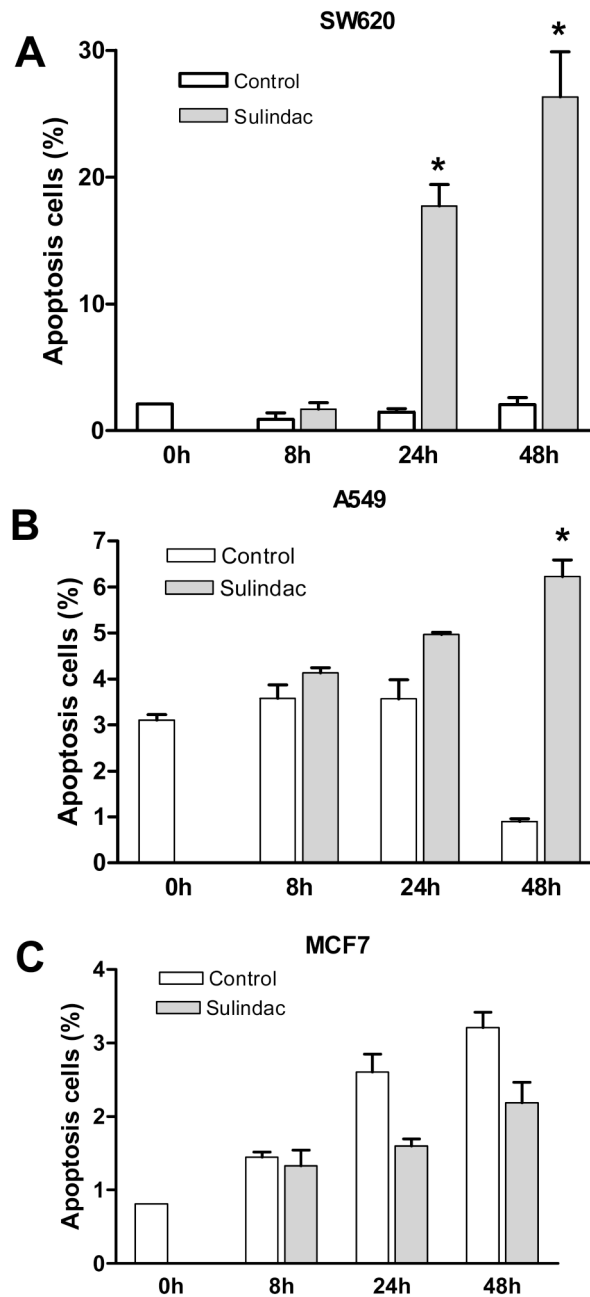 A
SW620
Control
Sulindac
*
*
Apoptosis cells (%)
30
20
10
0
0h 8h 24h 48h
B
A549
Control
Sulindac
*
Apoptosis cells (%)
7
6
5
4
3
2
1
0
0h 8h 24h 48h
C
MCF7
Control
Sulindac
Apoptosis cells (%)
4
3
2
1
0
0h 8h 24h 48h